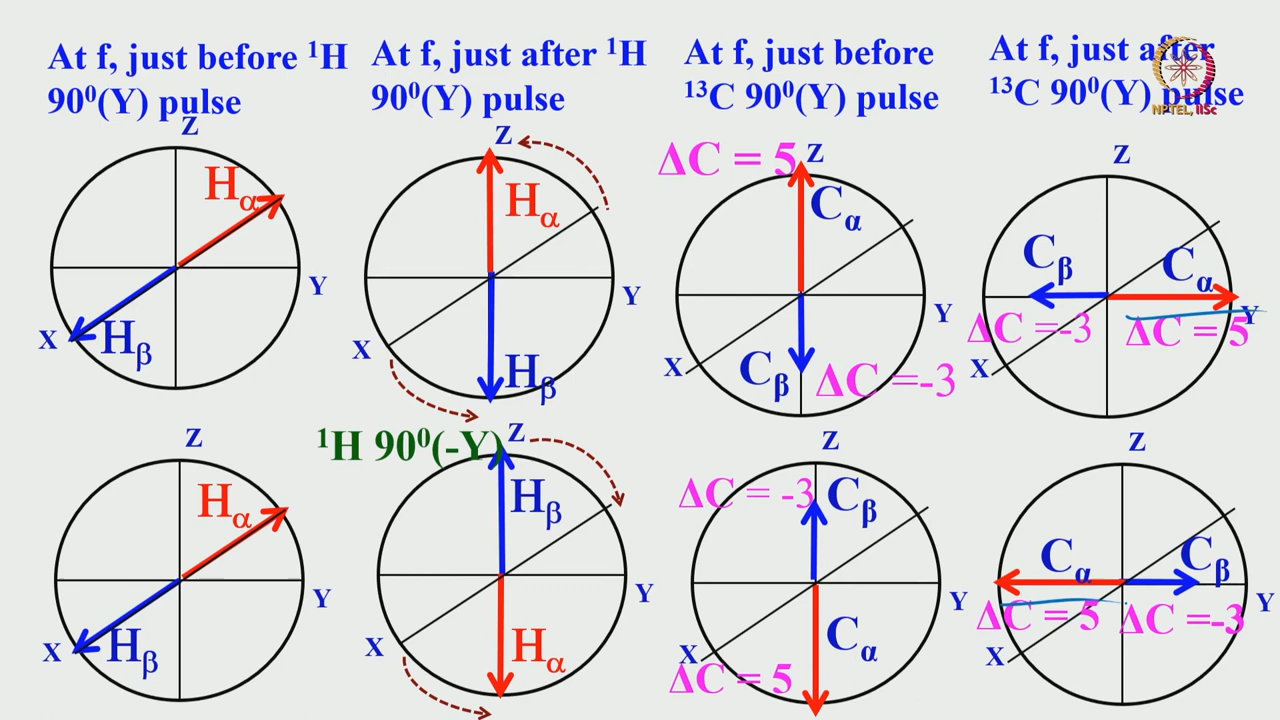 At f, just before ¹H
90⁰(Y) pulse
At f, just after ¹H
90⁰(Y) pulse
At f, just before
¹³C 90⁰(Y) pulse
At f, just after
¹³C 90⁰(Y) pulse
NPTEL, IISc
Z
Hα
Y
X
Hβ
Z
Hα
Y
X
Hβ
ΔC = 5
Z
Cα
Y
X
Cβ
ΔC =-3
Z
Cβ
Cα
Y
ΔC =-3
ΔC = 5
X
Z
Hα
Y
X
Hβ
¹H 90⁰(-Y)
Z
Hβ
Y
X
Hα
Z
ΔC = -3
Cβ
Y
X
Cα
ΔC = 5
Z
Cα
Cβ
Y
ΔC = 5
ΔC =-3
X